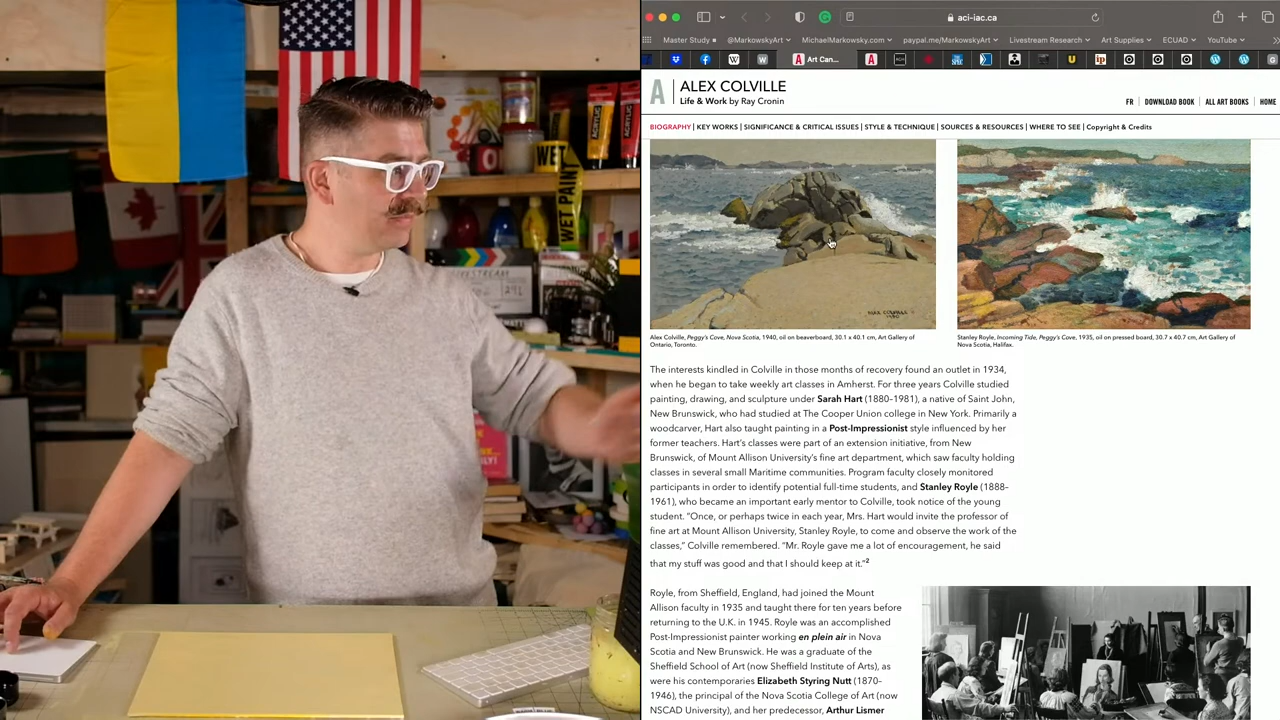 WET
WET PAINT
ACRYLIC
ACRYLIC
LIVESTREAM
aci-iac.ca
Master Study
@MarkowskyArt
MichaelMarkowsky.com
paypal.me/MarkowskyArt
Livestream Research
Art Supplies
ECUAD
YouTube
Art Can...
A
ALEX COLVILLE
Life & Work by Ray Cronin
FR | DOWNLOAD BOOK | ALL ART BOOKS | HOME
BIOGRAPHY | KEY WORKS | SIGNIFICANCE & CRITICAL ISSUES | STYLE & TECHNIQUE | SOURCES & RESOURCES | WHERE TO SEE | Copyright & Credits
ALEX COLVILLE
1940
Alex Colville, Peggy's Cove, Nova Scotia, 1940, oil on beaverboard, 30.1 x 40.1 cm, Art Gallery of
Ontario, Toronto.
Stanley Royle, Incoming Tide, Peggy's Cove, 1935, oil on pressed board, 30.7 x 40.7 cm, Art Gallery of
Nova Scotia, Halifax.
The interests kindled in Colville in those months of recovery found an outlet in 1934,
when he began to take weekly art classes in Amherst. For three years Colville studied
painting, drawing, and sculpture under Sarah Hart (1880–1981), a native of Saint John,
New Brunswick, who had studied at The Cooper Union college in New York. Primarily a
woodcarver, Hart also taught painting in a Post-Impressionist style influenced by her
former teachers. Hart's classes were part of an extension initiative, from New
Brunswick, of Mount Allison University's fine art department, which saw faculty holding
classes in several small Maritime communities. Program faculty closely monitored
participants in order to identify potential full-time students, and Stanley Royle (1888–
1961), who became an important early mentor to Colville, took notice of the young
student. "Once, or perhaps twice in each year, Mrs. Hart would invite the professor of
fine art at Mount Allison University, Stanley Royle, to come and observe the work of the
classes," Colville remembered. "Mr. Royle gave me a lot of encouragement, he said
that my stuff was good and that I should keep at it."2
Royle, from Sheffield, England, had joined the Mount
Allison faculty in 1935 and taught there for ten years before
returning to the U.K. in 1945. Royle was an accomplished
Post-Impressionist painter working en plein air in Nova
Scotia and New Brunswick. He was a graduate of the
Sheffield School of Art (now Sheffield Institute of Arts), as
were his contemporaries Elizabeth Styring Nutt (1870–
1946), the principal of the Nova Scotia College of Art (now
NSCAD University), and her predecessor, Arthur Lismer